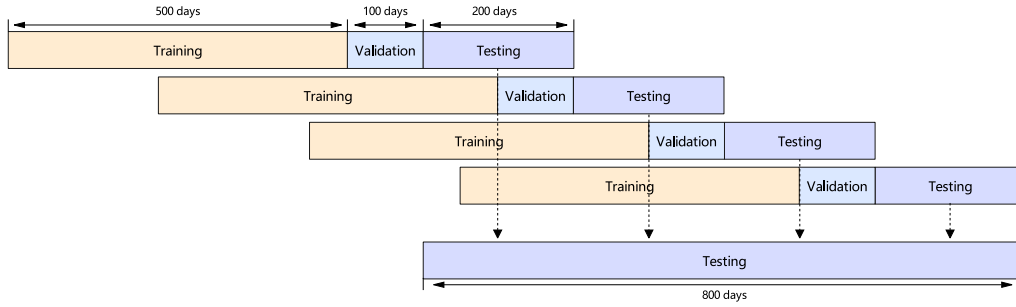 500 days
100 days
200 days
Training
Validation
Testing
Training
Validation
Testing
Training
Validation
Testing
Training
Validation
Testing
Testing
800 days